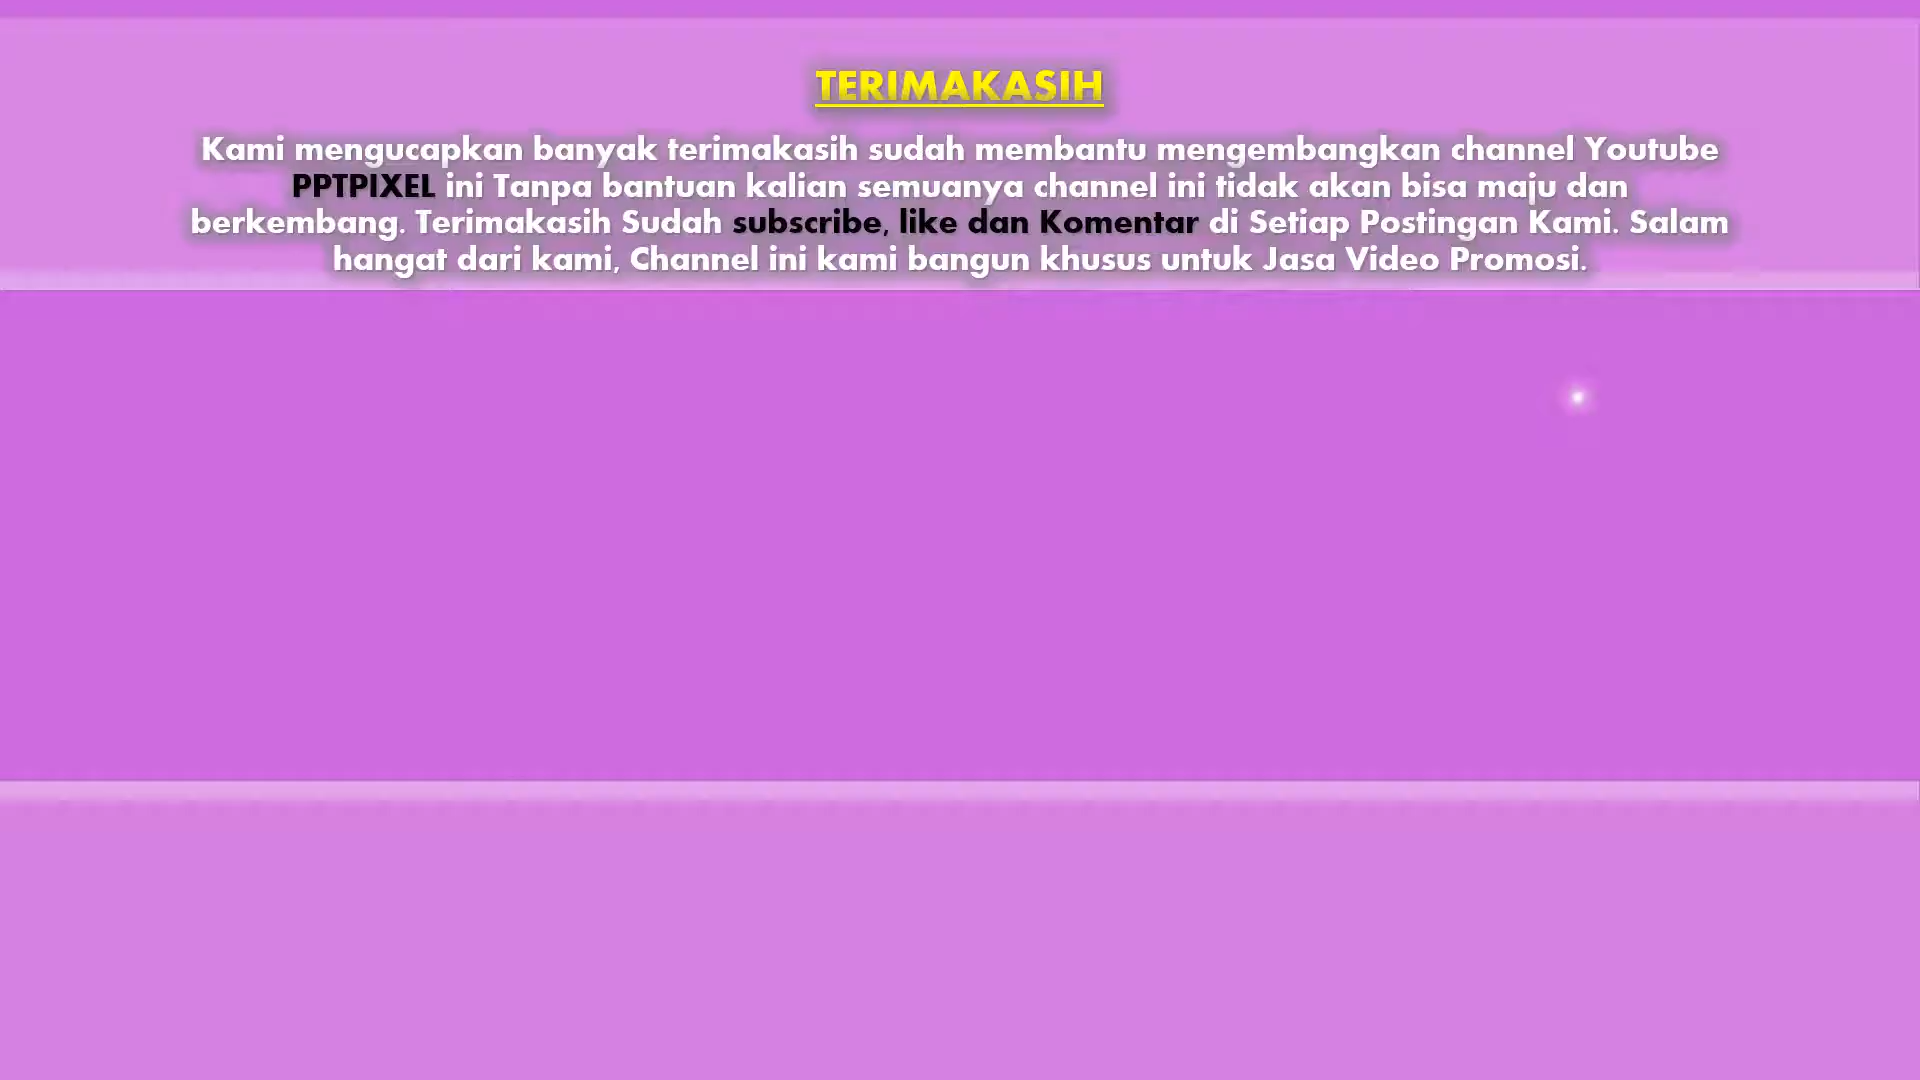 TERIMAKASIH
Kami mengucapkan banyak terimakasih sudah membantu mengembangkan channel Youtube
PPTPIXEL ini Tanpa bantuan kalian semuanya channel ini tidak akan bisa maju dan
berkembang. Terimakasih Sudah subscribe, like dan Komentar di Setiap Postingan Kami. Salam
hangat dari kami, Channel ini kami bangun khusus untuk Jasa Video Promosi.